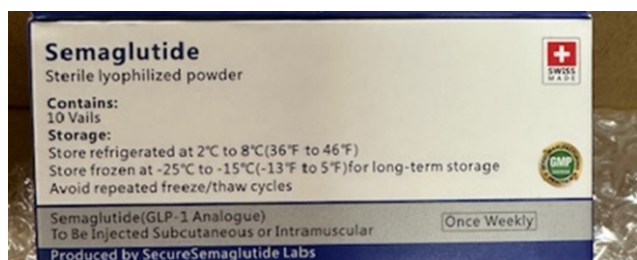 Semaglutide
Sterile lyophilized powder
SWISS
MADE
Contains:
10 Vails
Storage:
Store refrigerated at 2℃ to 8℃(36℉ to 46℉)
Store frozen at -25℃ to -15℃(-13℉ to 5℉)for long-term storage
Avoid repeated freeze/thaw cycles
GMP
Semaglutide(GLP-1 Analogue)
Once Weekly
To Be Injected Subcutaneous or Intramuscular
Produced by SecureSemaglutide Labs